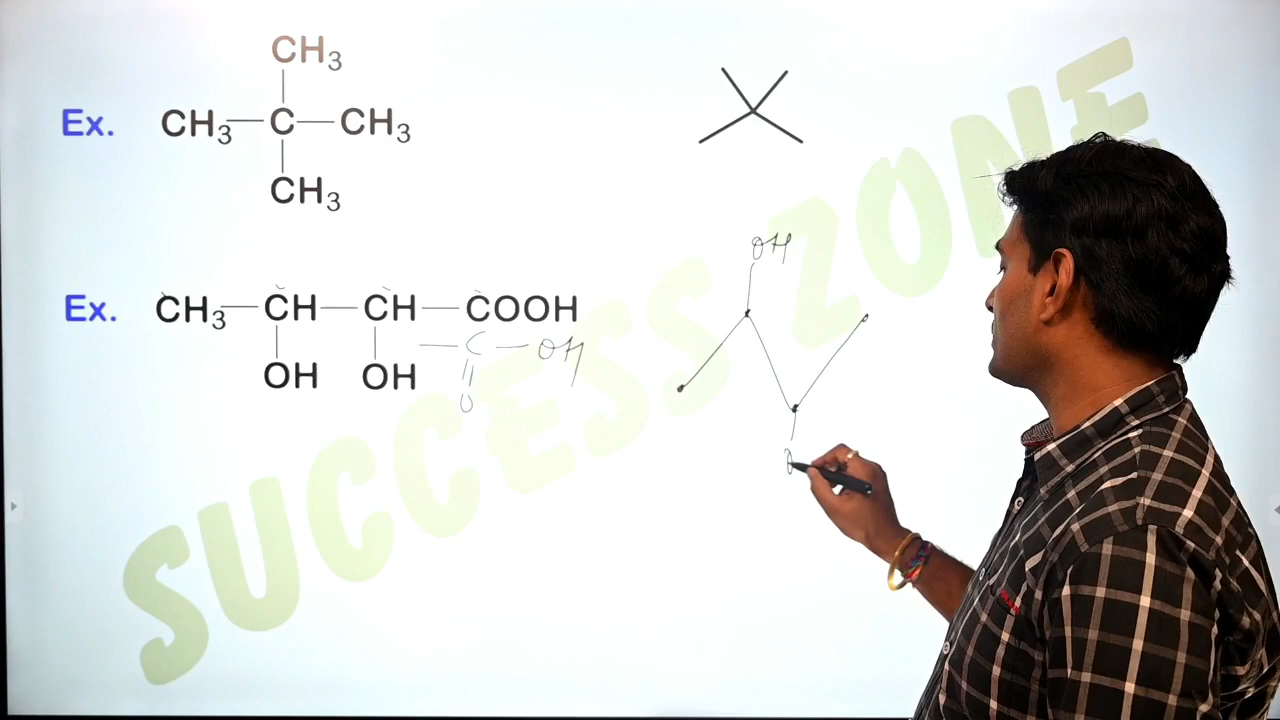 CH3
Ex. CH3—C—CH3
CH3
OH
Ex. CH3—CH—CH—COOH
—C—OH
OH OH
O
SUCCESS ZONE